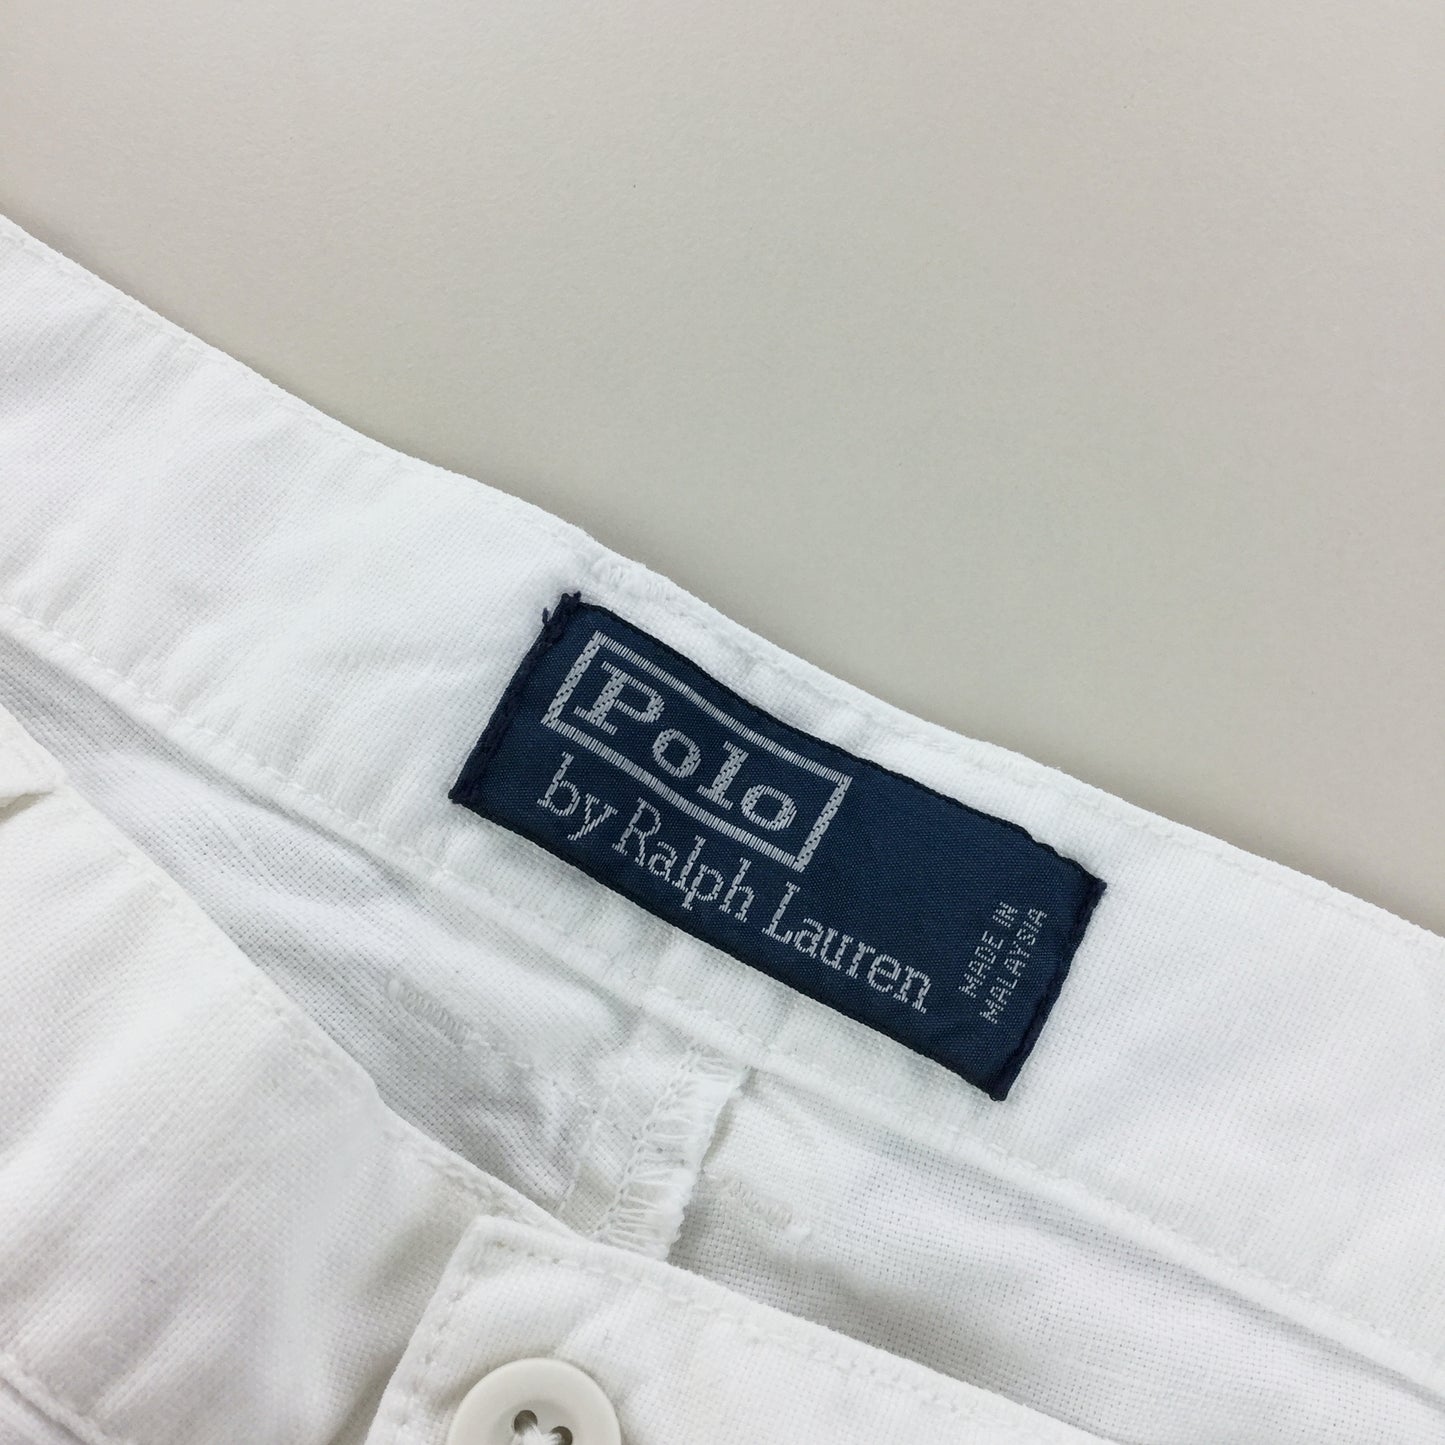 Polo
by Ralph Lauren
MADE IN
MALAYSIA